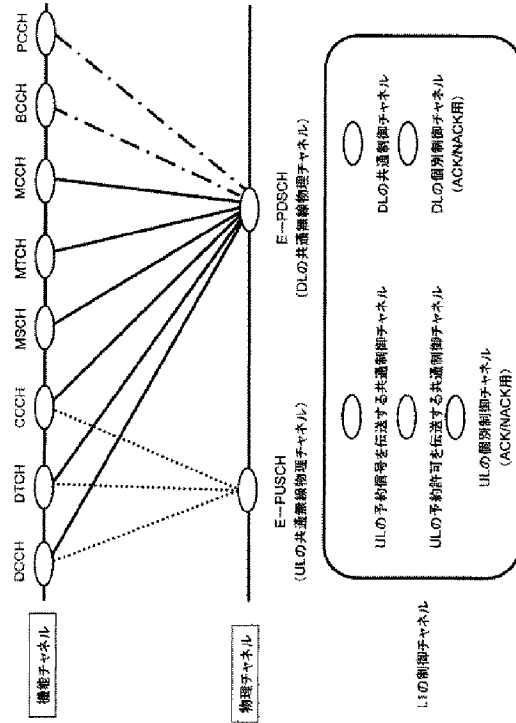 機能チャネル
DCCH
DTCH
CCCH
MSCH
MTCH
MCCH
BCCH
PCCH
物理チャネル
E−PUSCH
(ULの共通無線物理チャネル)
E−PDSCH
(DLの共通無線物理チャネル)
L1の制御チャネル
ULの予約信号を伝送する共通制御チャネル
ULの予約許可を伝送する共通制御チャネル
ULの個別制御チャネル
(ACK/NACK用)
DLの共通制御チャネル
DLの個別制御チャネル
(ACK/NACK用)